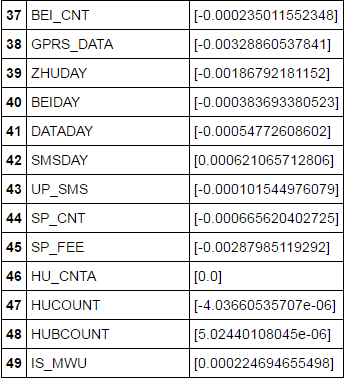 37 BEI_CNT [-0.000235011552348]
38 GPRS_DATA [-0.00328860537841]
39 ZHUDAY [-0.00186792181152]
40 BEIDAY [-0.000383693380523]
41 DATADAY [-0.00054772608602]
42 SMSDAY [0.000621065712806]
43 UP_SMS [-0.000101544976079]
44 SP_CNT [-0.000665620402725]
45 SP_FEE [-0.00287985119292]
46 HU_CNTA [0.0]
47 HUCOUNT [-4.03660535707e-06]
48 HUBCOUNT [5.02440108045e-06]
49 IS_MWU [0.000224694655498]